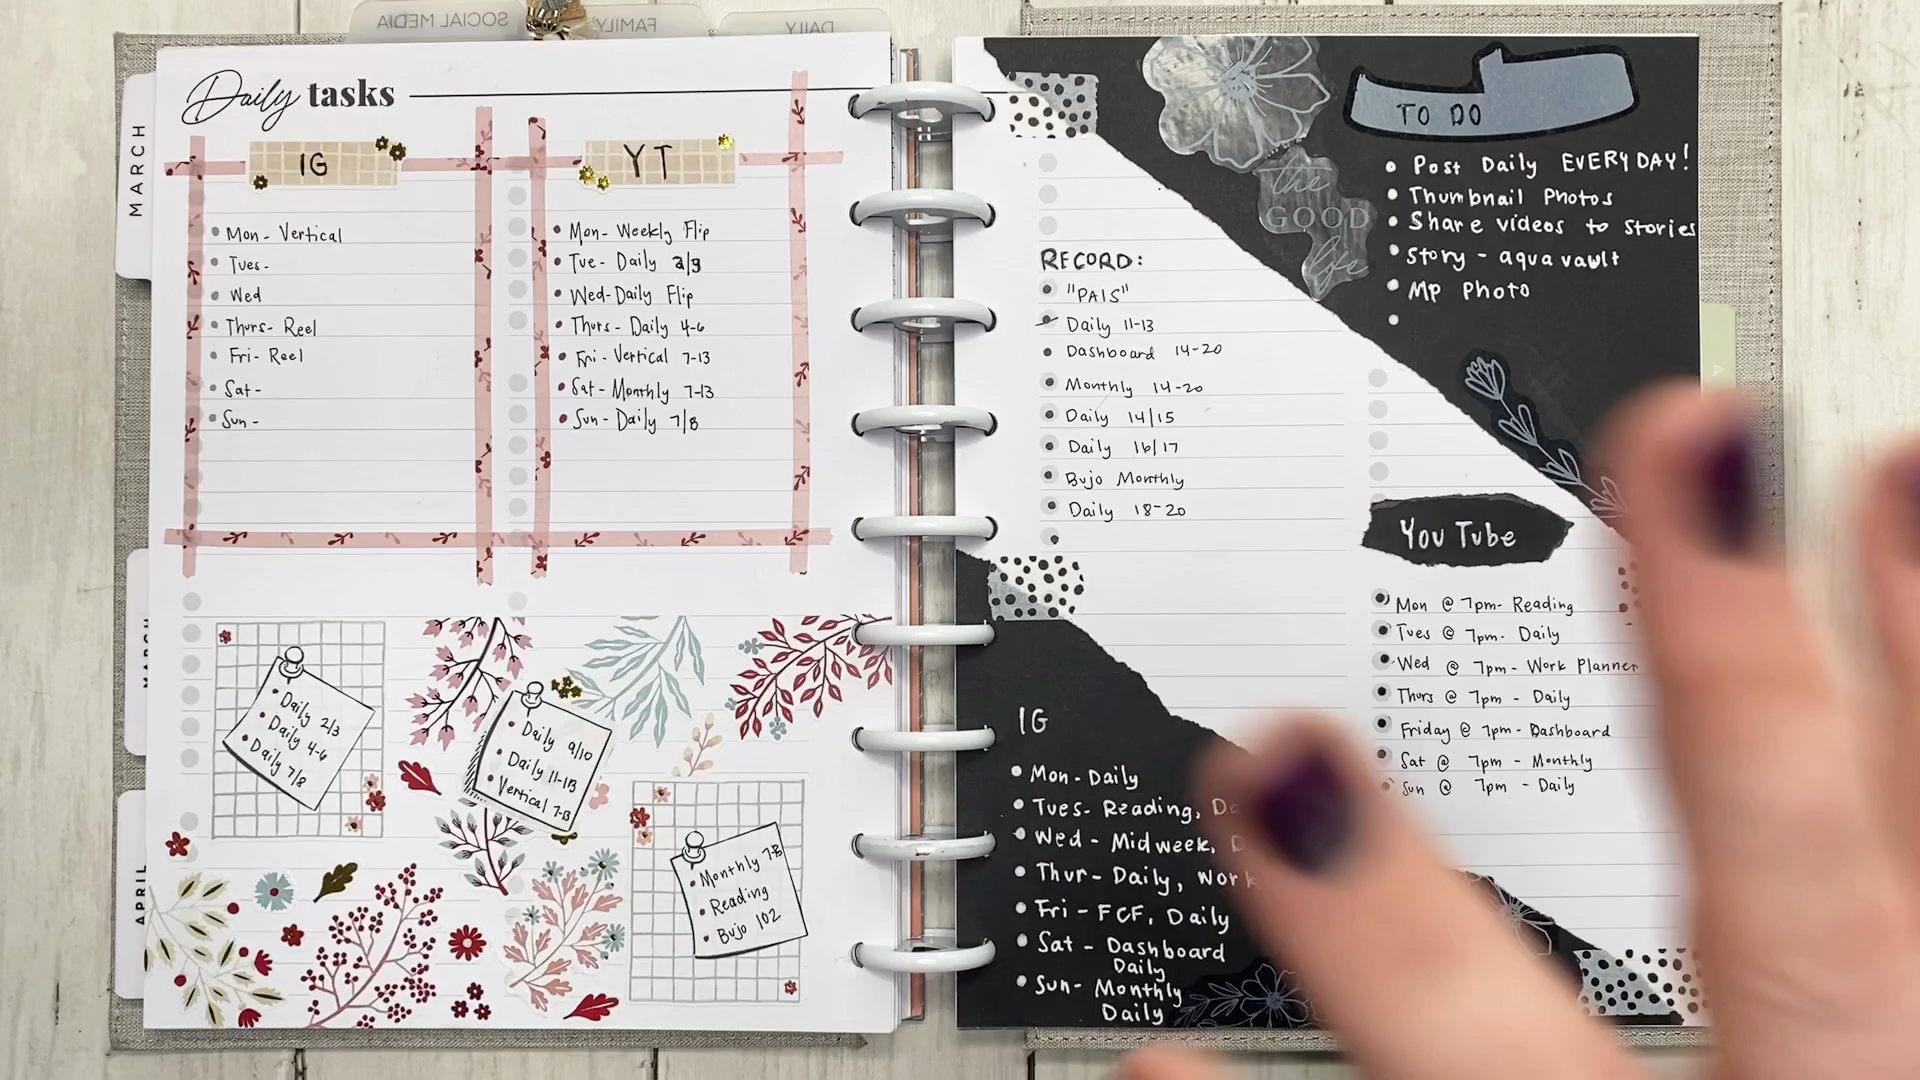 SOCIAL MEDIA
FAMILY
DAILY
MARCH
MARCH
APRIL
Daily tasks
IG
Mon- Vertical
Tues-
Wed
Thurs- Reel
Fri- Reel
Sat-
Sun-
YT
Mon- Weekly Flip
Tue- Daily 2/3
Wed- Daily Flip
Thurs- Daily 4-6
Fri- Vertical 7-13
Sat- Monthly 7-13
Sun- Daily 7/8
Daily 2/3
Daily 4-6
Daily 7/8
Daily 9/10
Daily 11-13
Vertical 7-13
Monthly 7-13
Reading
Bujo 102
the
GOOD
life
TO DO
Post Daily EVERYDAY!
Thumbnail Photos
Share videos to stories
Story - aqua vault
MP Photo
RECORD:
"PAIS"
Daily 11-13
Dashboard 14-20
Monthly 14-20
Daily 14/15
Daily 16/17
Bujo Monthly
Daily 18-20
YouTube
Mon @ 7pm- Reading
Tues @ 7pm- Daily
Wed @ 7pm- Work Planner
Thurs @ 7pm - Daily
Friday @ 7pm- Dashboard
Sat @ 7pm - Monthly
Sun @ 7pm - Daily
IG
Mon- Daily
Tues- Reading,
Wed- Midweek,
Thur- Daily, Work
Fri- FCF, Daily
Sat - Dashboard
Daily
Sun- Monthly
Daily